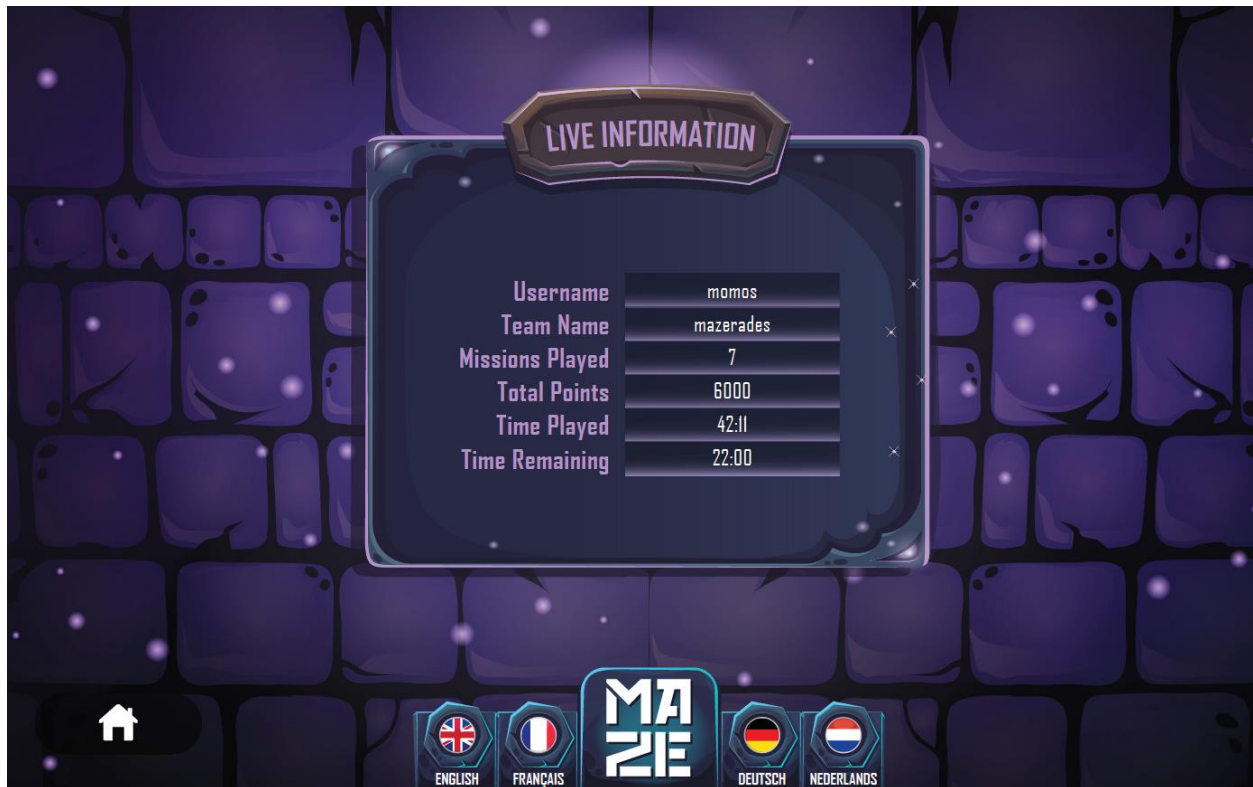 LIVE INFORMATION
Username momos
Team Name mazerades
Missions Played 7
Total Points 6000
Time Played 42:11
Time Remaining 22:00
MA
ZE
ENGLISH FRANÇAIS DEUTSCH NEDERLANDS